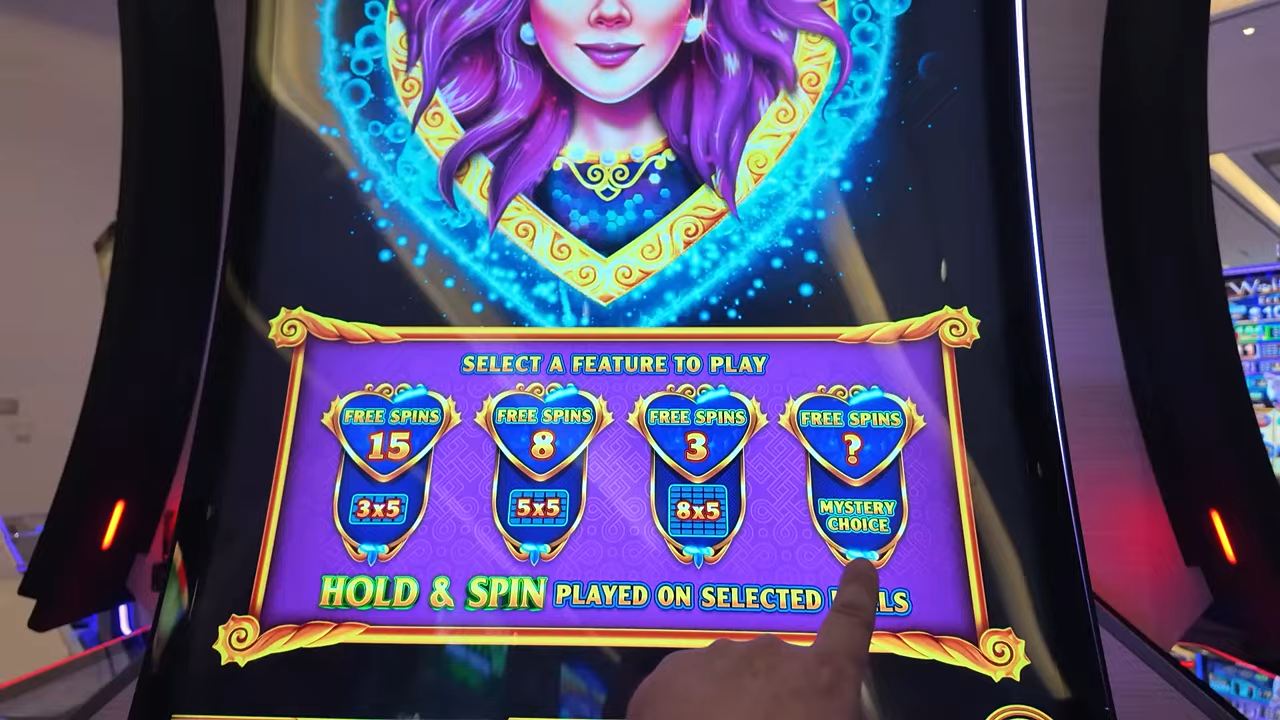 SELECT A FEATURE TO PLAY
FREE SPINS
15
3x5
FREE SPINS
8
5x5
FREE SPINS
3
8x5
FREE SPINS
?
MYSTERY
CHOICE
HOLD & SPIN PLAYED ON SELECTED